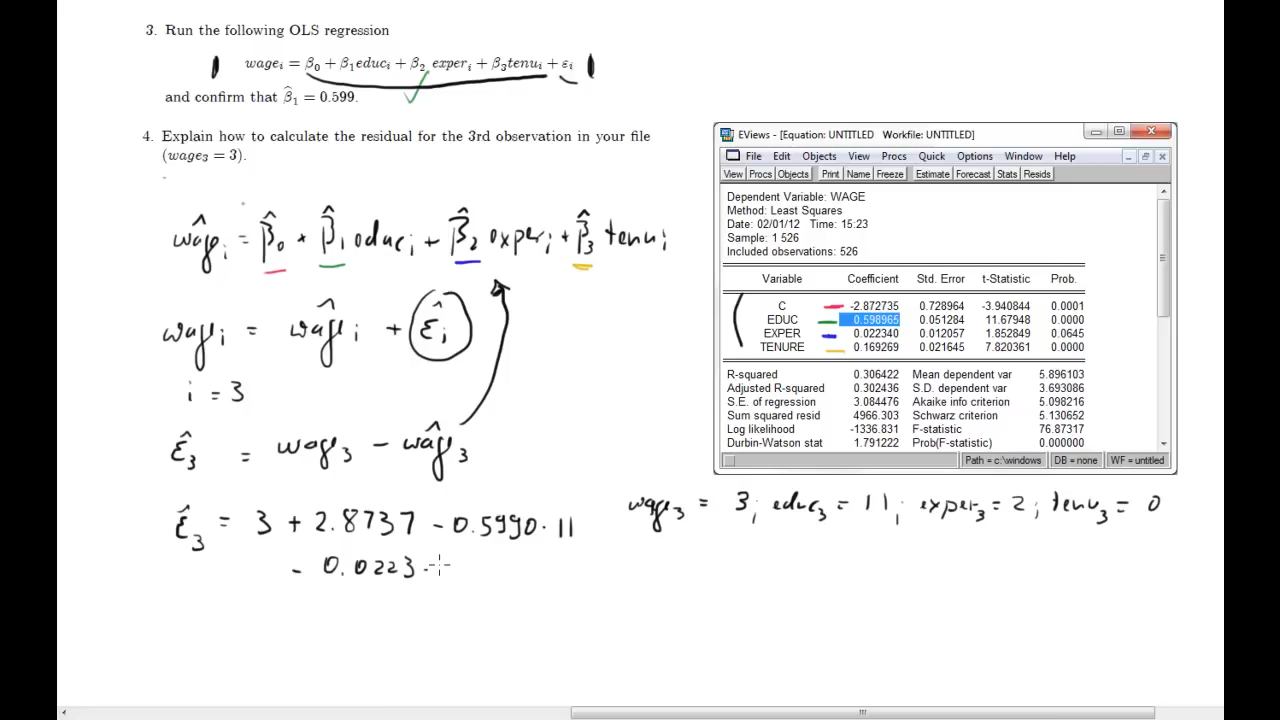 3. Run the following OLS regression
wageᵢ = β₀ + β₁educᵢ + β₂ experᵢ + β₃tenuᵢ + εᵢ
and confirm that β̂₁ = 0.599.
4. Explain how to calculate the residual for the 3rd observation in your file
(wage₃ = 3).
waĝeᵢ = β̂₀ + β̂₁ educᵢ + β̂₂ experᵢ + β̂₃ tenuᵢ
wageᵢ = waĝeᵢ + ε̂ᵢ
i = 3
ε̂₃ = wage₃ − waĝe₃
ε̂₃ = 3 + 2.8737 − 0.5990 · 11
− 0.0223 ·
EViews - [Equation: UNTITLED Workfile: UNTITLED]
File Edit Objects View Procs Quick Options Window Help
View Procs Objects Print Name Freeze Estimate Forecast Stats Resids
Dependent Variable: WAGE
Method: Least Squares
Date: 02/01/12 Time: 15:23
Sample: 1 526
Included observations: 526
Variable Coefficient Std. Error t-Statistic Prob.
C -2.872735 0.728964 -3.940844 0.0001
EDUC 0.598965 0.051284 11.67948 0.0000
EXPER 0.022340 0.012057 1.852849 0.0645
TENURE 0.169269 0.021645 7.820361 0.0000
R-squared 0.306422 Mean dependent var 5.896103
Adjusted R-squared 0.302436 S.D. dependent var 3.693086
S.E. of regression 3.084476 Akaike info criterion 5.098216
Sum squared resid 4966.303 Schwarz criterion 5.130652
Log likelihood -1336.831 F-statistic 76.87317
Durbin-Watson stat 1.791222 Prob(F-statistic) 0.000000
Path = c:\windows DB = none WF = untitled
wage₃ = 3; educ₃ = 11; exper₃ = 2; tenu₃ = 0